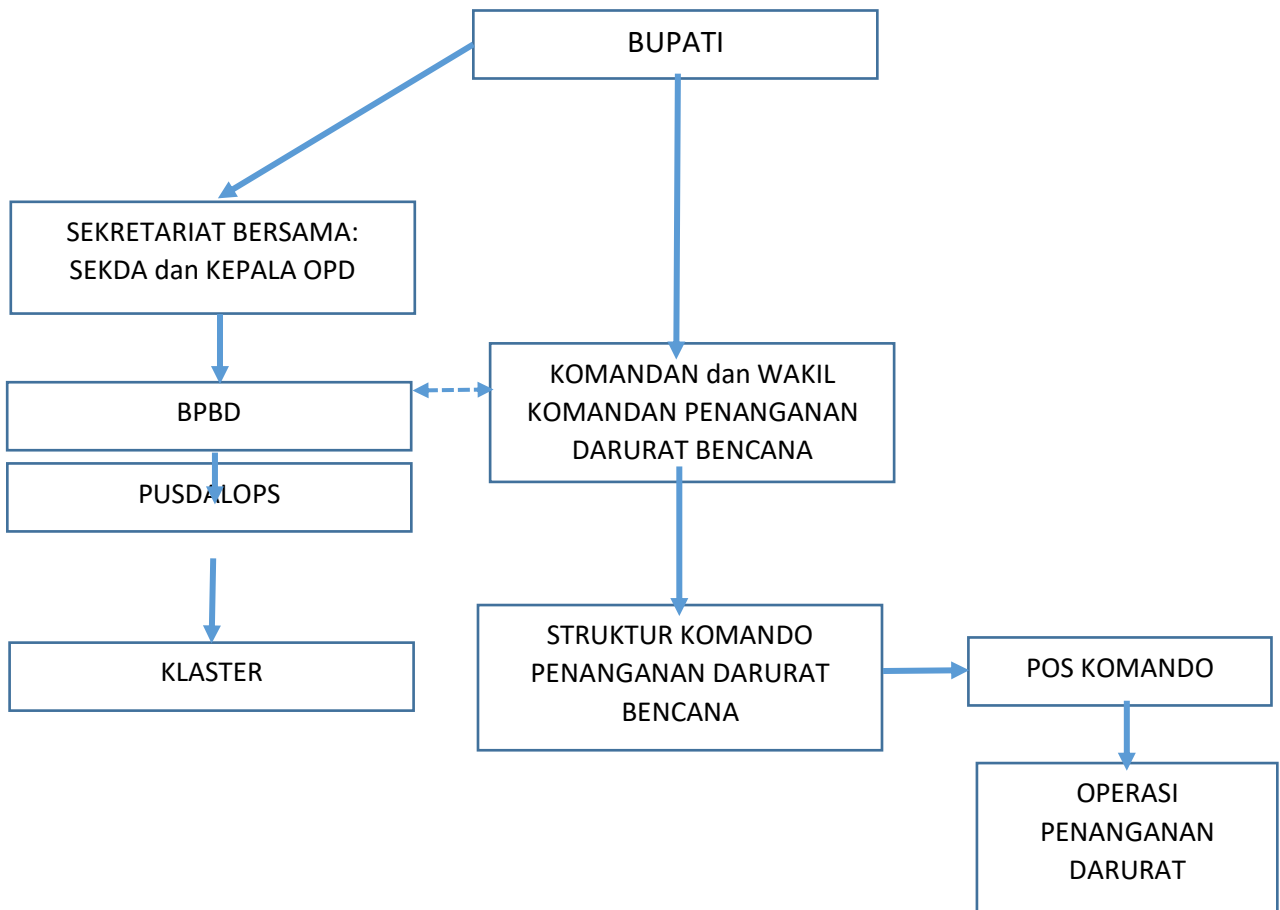 BUPATI
SEKRETARIAT BERSAMA:
SEKDA dan KEPALA OPD
BPBD
PUSDALOPS
KLASTER
KOMANDAN dan WAKIL
KOMANDAN PENANGANAN
DARURAT BENCANA
STRUKTUR KOMANDO
PENANGANAN DARURAT
BENCANA
POS KOMANDO
OPERASI
PENANGANAN
DARURAT